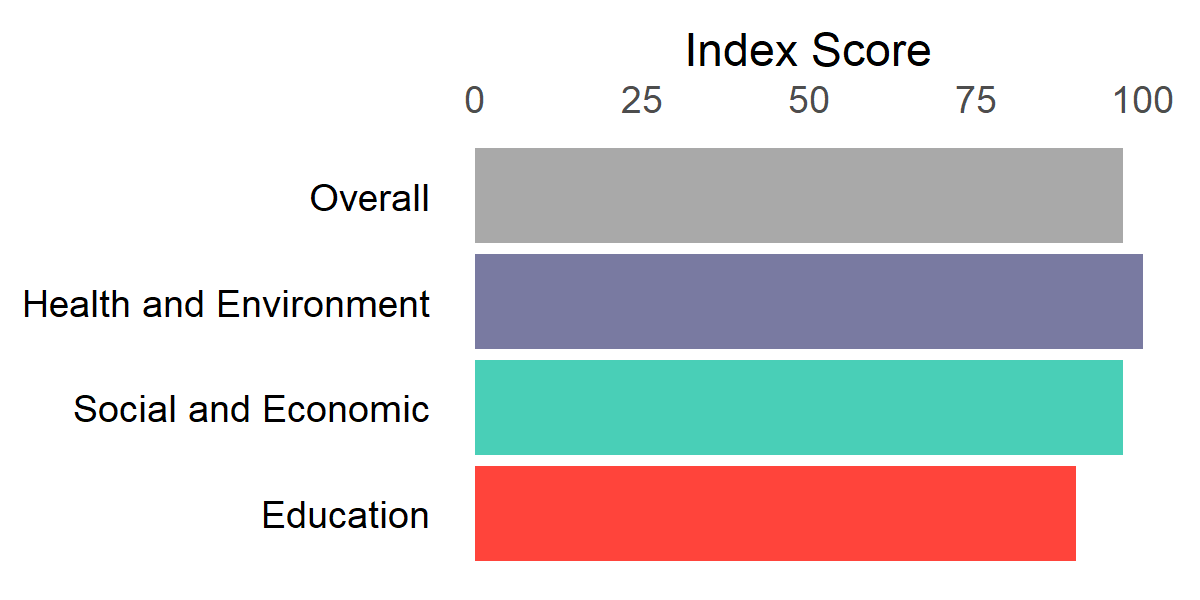 Index Score
0 25 50 75 100
Overall
Health and Environment
Social and Economic
Education